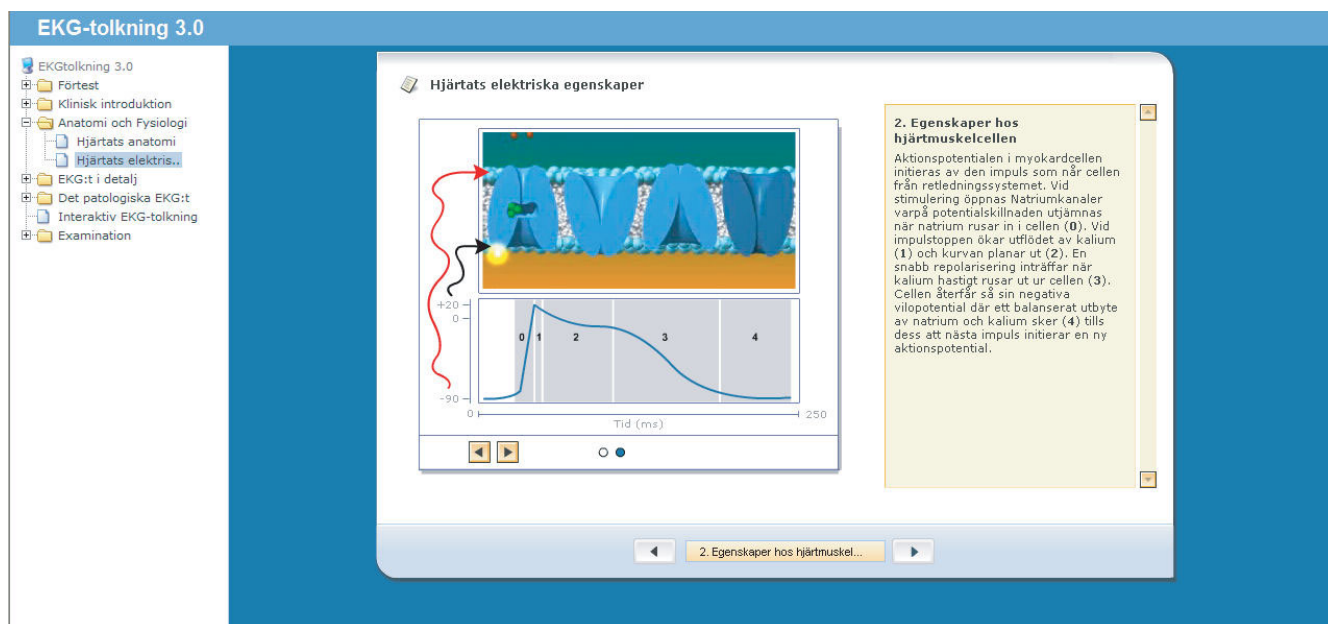 EKG-tolkning 3.0
EKGtolkning 3.0
Förtest
Klinisk introduktion
Anatomi och Fysiologi
Hjärtats anatomi
Hjärtats elektris..
EKG:t i detalj
Det patologiska EKG:t
Interaktiv EKG-tolkning
Examination
Hjärtats elektriska egenskaper
+20
0
-90
0 1 2 3 4
0
250
Tid (ms)
2. Egenskaper hos
hjärtmuskelcellen
Aktionspotentialen i myokardcellen
initieras av den impuls som når cellen
från retledningssystemet. Vid
stimulering öppnas Natriumkanaler
varpå potentialskillnaden utjämnas
när natrium rusar in i cellen (0). Vid
impulstoppen ökar utflödet av kalium
(1) och kurvan planar ut (2). En
snabb repolarisering inträffar när
kalium hastigt rusar ut ur cellen (3).
Cellen återfår så sin negativa
vilopotential där ett balanserat utbyte
av natrium och kalium sker (4) tills
dess att nästa impuls initierar en ny
aktionspotential.
2. Egenskaper hos hjärtmuskel...